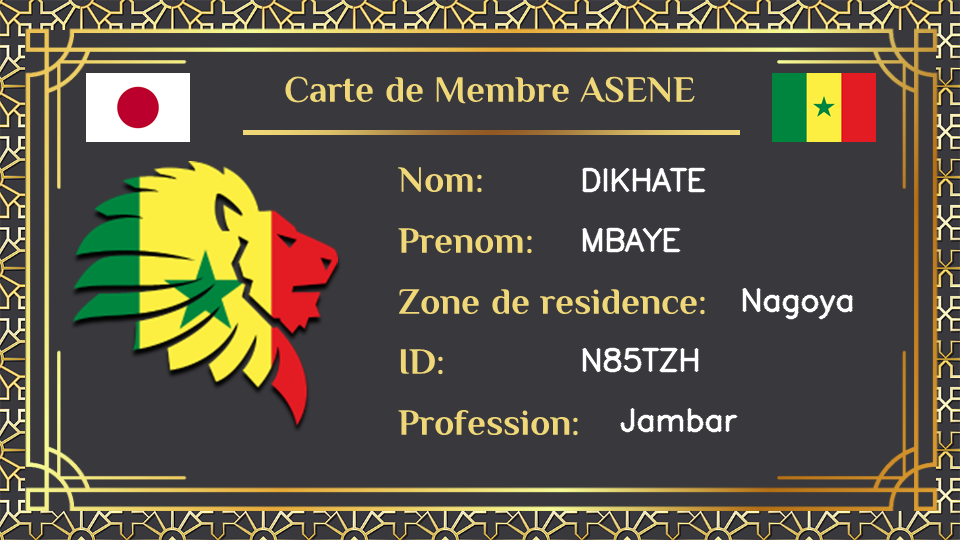 Carte de Membre ASENE
Nom: DIKHATE
Prenom: MBAYE
Zone de residence: Nagoya
ID: N85TZH
Profession: Jambar